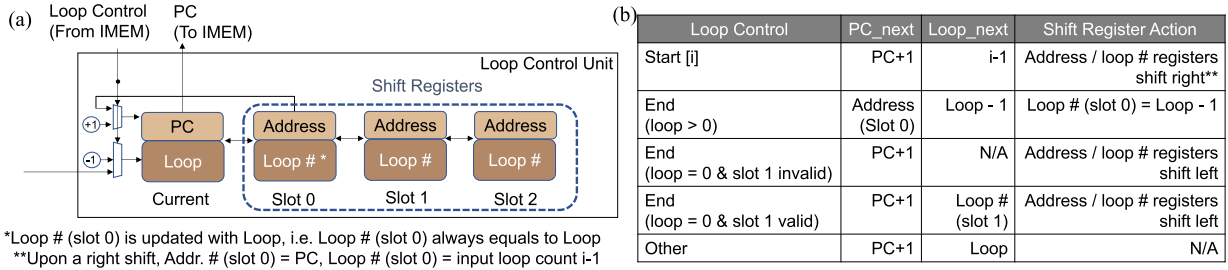 (a)
Loop Control
(From IMEM)
PC
(To IMEM)
Loop Control Unit
Shift Registers
+1
-1
PC
Loop
Current
Address
Loop # *
Slot 0
Address
Loop #
Slot 1
Address
Loop #
Slot 2
*Loop # (slot 0) is updated with Loop, i.e. Loop # (slot 0) always equals to Loop
**Upon a right shift, Addr. # (slot 0) = PC, Loop # (slot 0) = input loop count i-1
(b)
Loop Control PC_next Loop_next Shift Register Action
Start [i] PC+1 i-1 Address / loop # registers
shift right**
End Address Loop - 1 Loop # (slot 0) = Loop - 1
(loop > 0) (Slot 0)
End PC+1 N/A Address / loop # registers
(loop = 0 & slot 1 invalid) shift left
End PC+1 Loop # Address / loop # registers
(loop = 0 & slot 1 valid) (slot 1) shift left
Other PC+1 Loop N/A